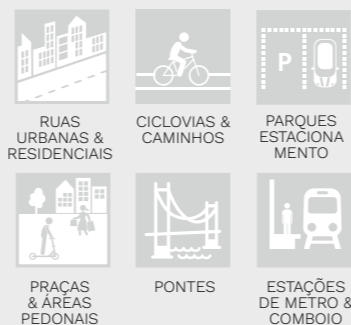 P
RUAS
URBANAS &
RESIDENCIAIS
CICLOVIAS &
CAMINHOS
PARQUES
ESTACIONA
MENTO
PRAÇAS
& ÁREAS
PEDONAIS
PONTES
ESTAÇÕES
DE METRO &
COMBOIO